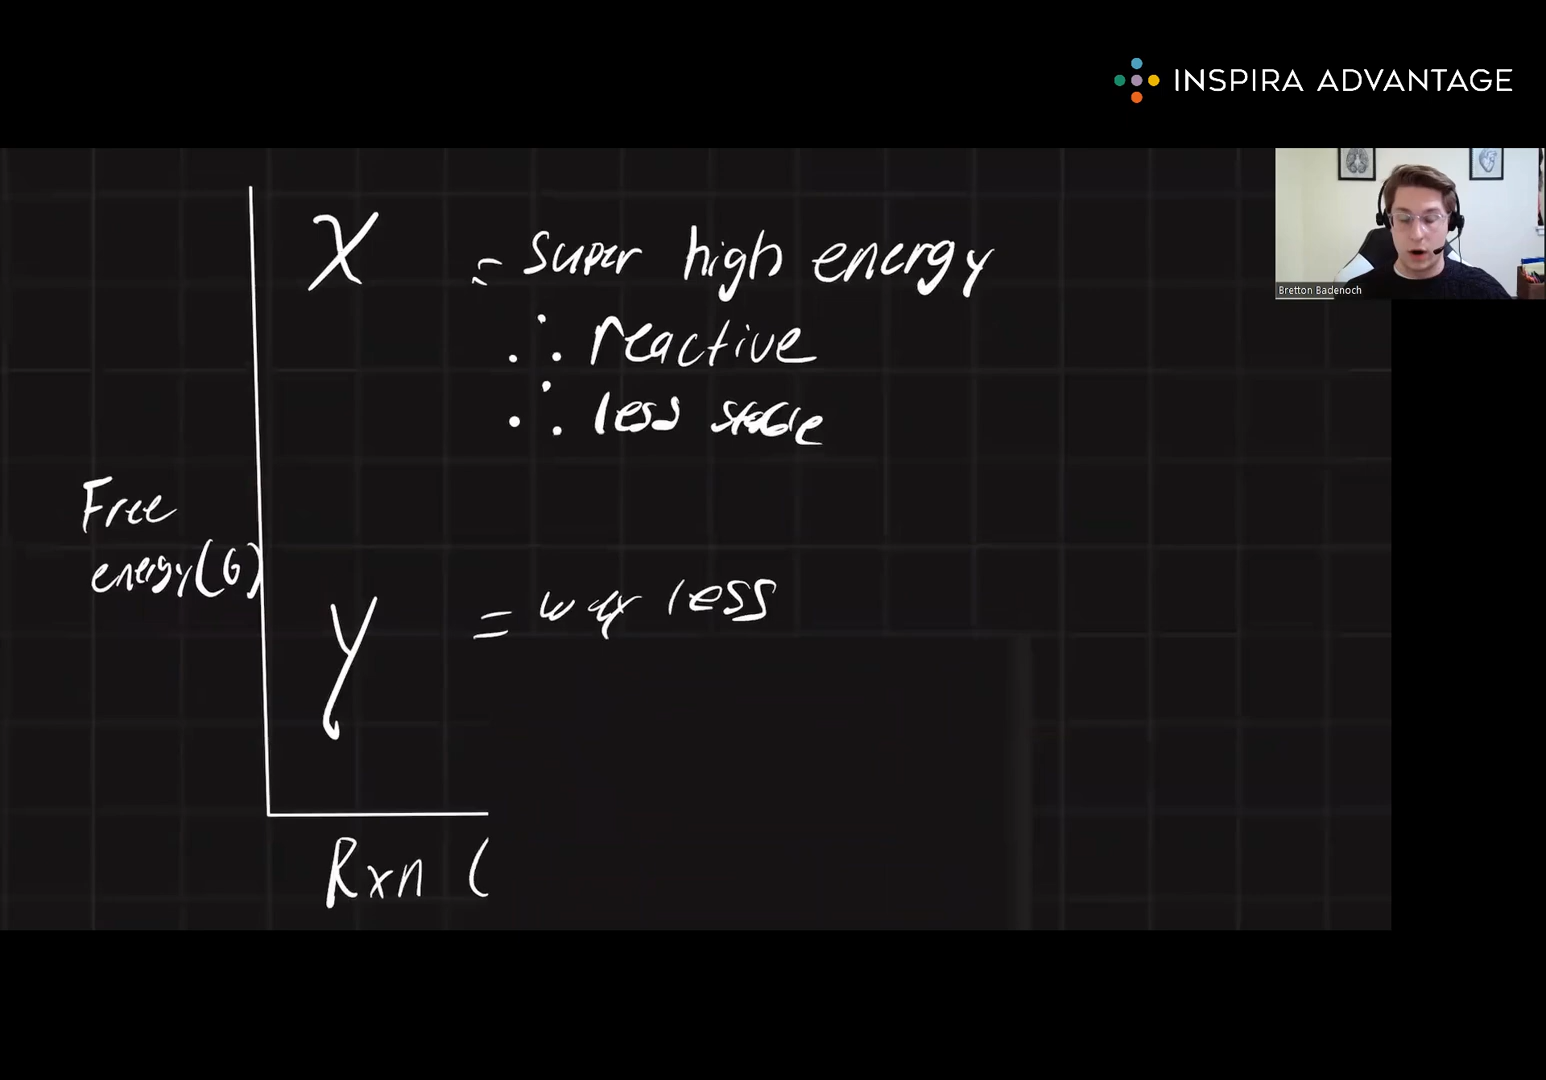 INSPIRA ADVANTAGE
Bretton Badenoch
X = super high energy
∴ reactive
∴ less stable
Free
energy (G)
y = way less
Rxn (